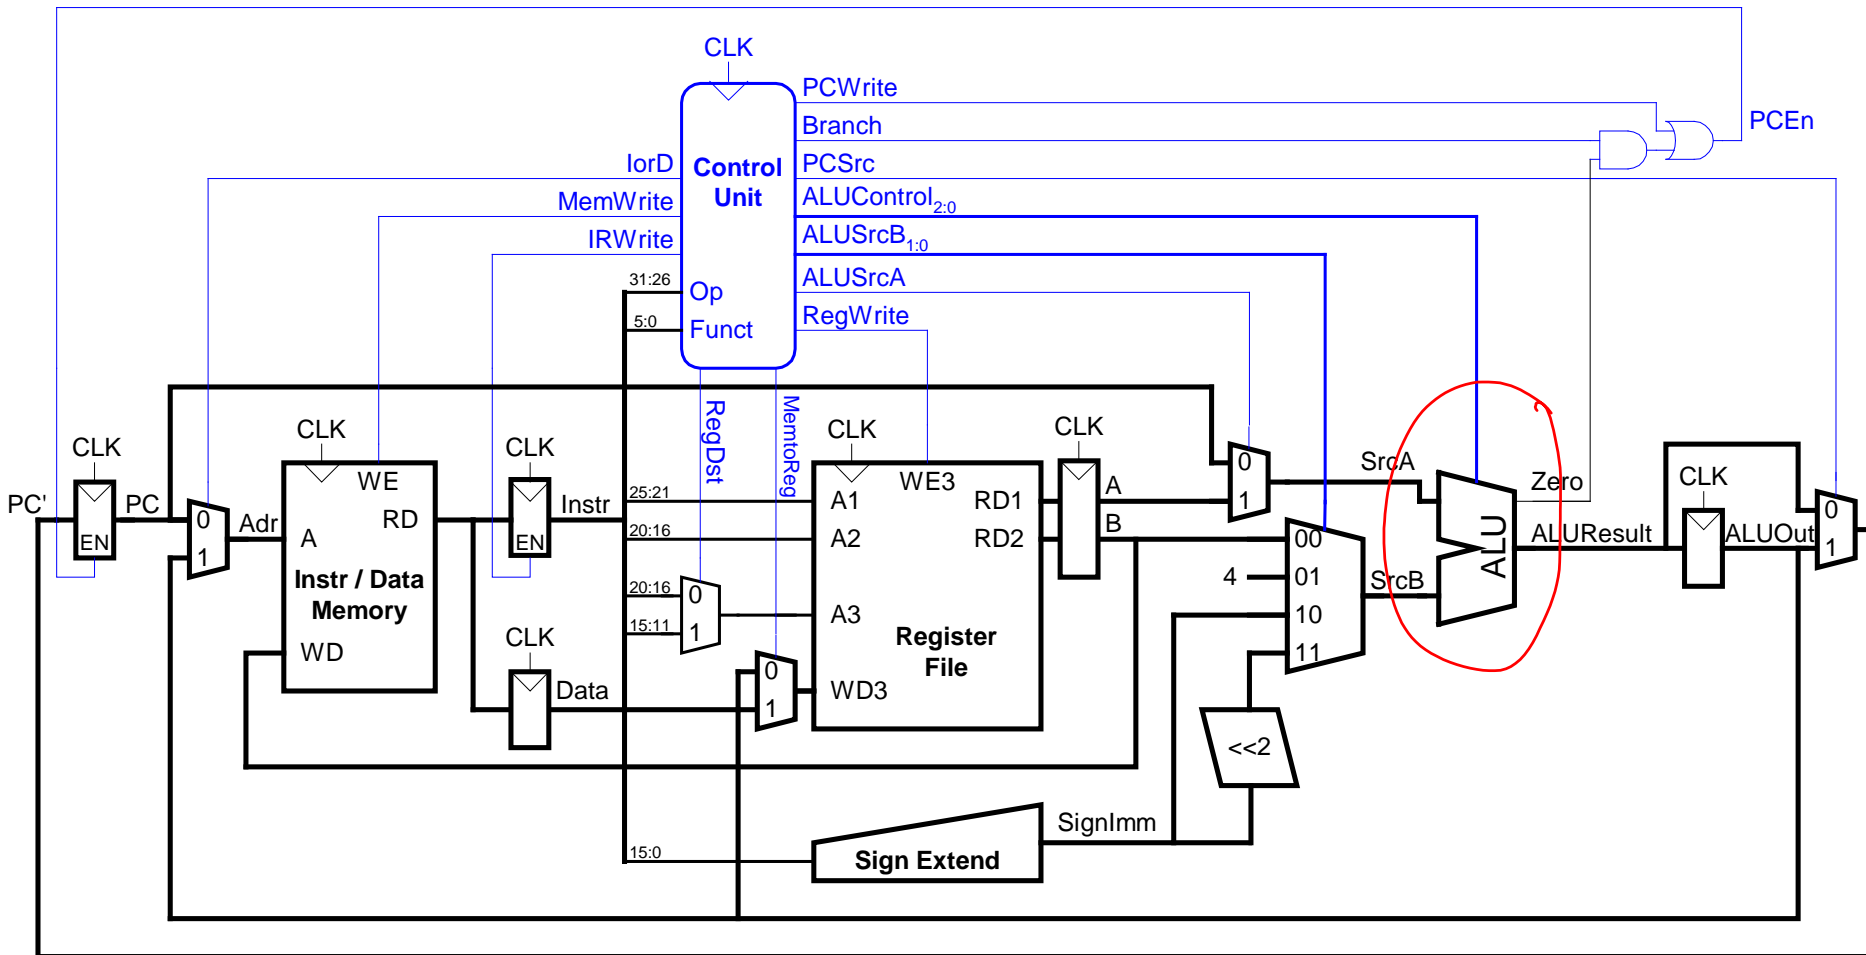 CLK
PCWrite
Branch
PCEn
IorD
Control
Unit
PCSrc
MemWrite
ALUControl2:0
IRWrite
ALUSrcB1:0
31:26
Op
ALUSrcA
5:0
Funct
RegWrite
RegDst
MemtoReg
CLK
CLK
CLK
CLK
CLK
PC'
EN
PC
0
1
Adr
WE
A
RD
Instr / Data
Memory
WD
EN
Instr
CLK
Data
25:21
20:16
20:16
15:11
0
1
0
1
A1
A2
A3
WD3
WE3
RD1
RD2
Register
File
A
B
0
1
SrcA
00
01
10
11
4
SrcB
<<2
ALU
Zero
ALUResult
CLK
ALUOut
0
1
15:0
Sign Extend
SignImm